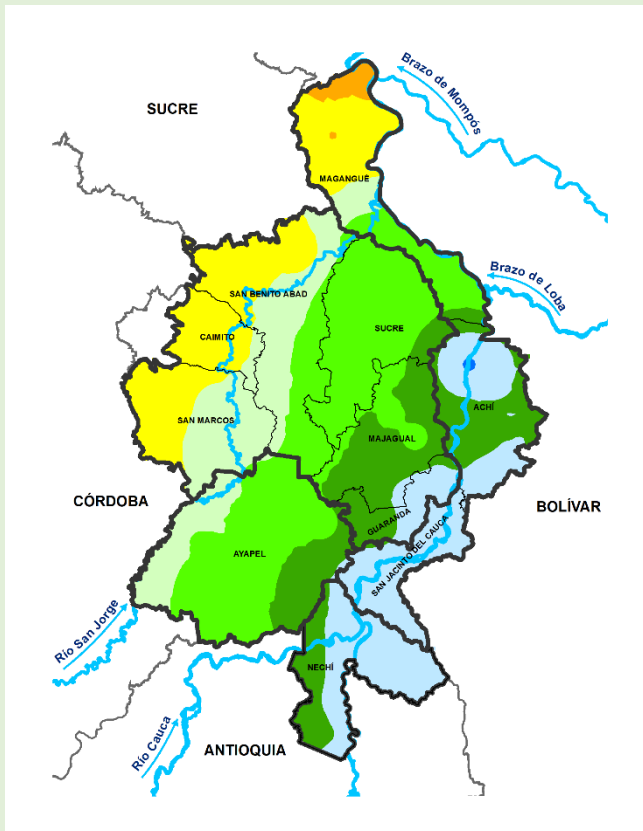 SUCRE
Brazo de Mompós
MAGANGUÉ
Brazo de Loba
SAN BENITO ABAD
SUCRE
CAIMITO
ACHÍ
SAN MARCOS
MAJAGUAL
CÓRDOBA
BOLÍVAR
GUARANDA
SAN JACINTO DEL CAUCA
AYAPEL
Río San Jorge
NECHÍ
Río Cauca
ANTIOQUIA